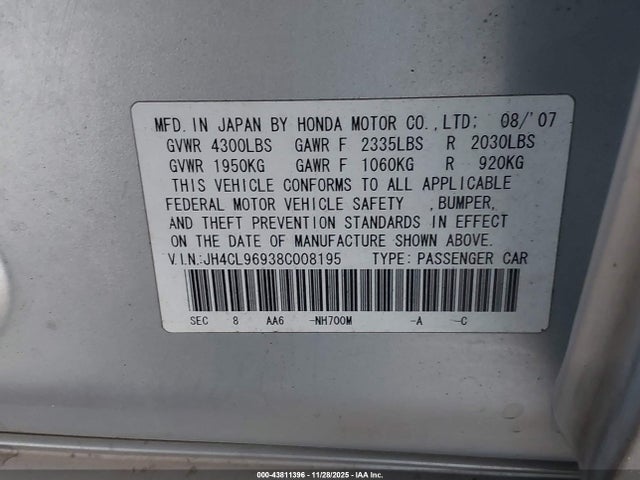 MFD. IN JAPAN BY HONDA MOTOR CO., LTD; 08/'07
GVWR 4300LBS GAWR F 2335LBS R 2030LBS
GVWR 1950KG GAWR F 1060KG R 920KG
THIS VEHICLE CONFORMS TO ALL APPLICABLE
FEDERAL MOTOR VEHICLE SAFETY ,BUMPER,
AND THEFT PREVENTION STANDARDS IN EFFECT
ON THE DATE OF MANUFACTURE SHOWN ABOVE.
V.I.N.:JH4CL96938C008195 TYPE: PASSENGER CAR
SEC 8 AA6 -NH700M -A -C
000-43811396 - 11/28/2025 - IAA Inc.